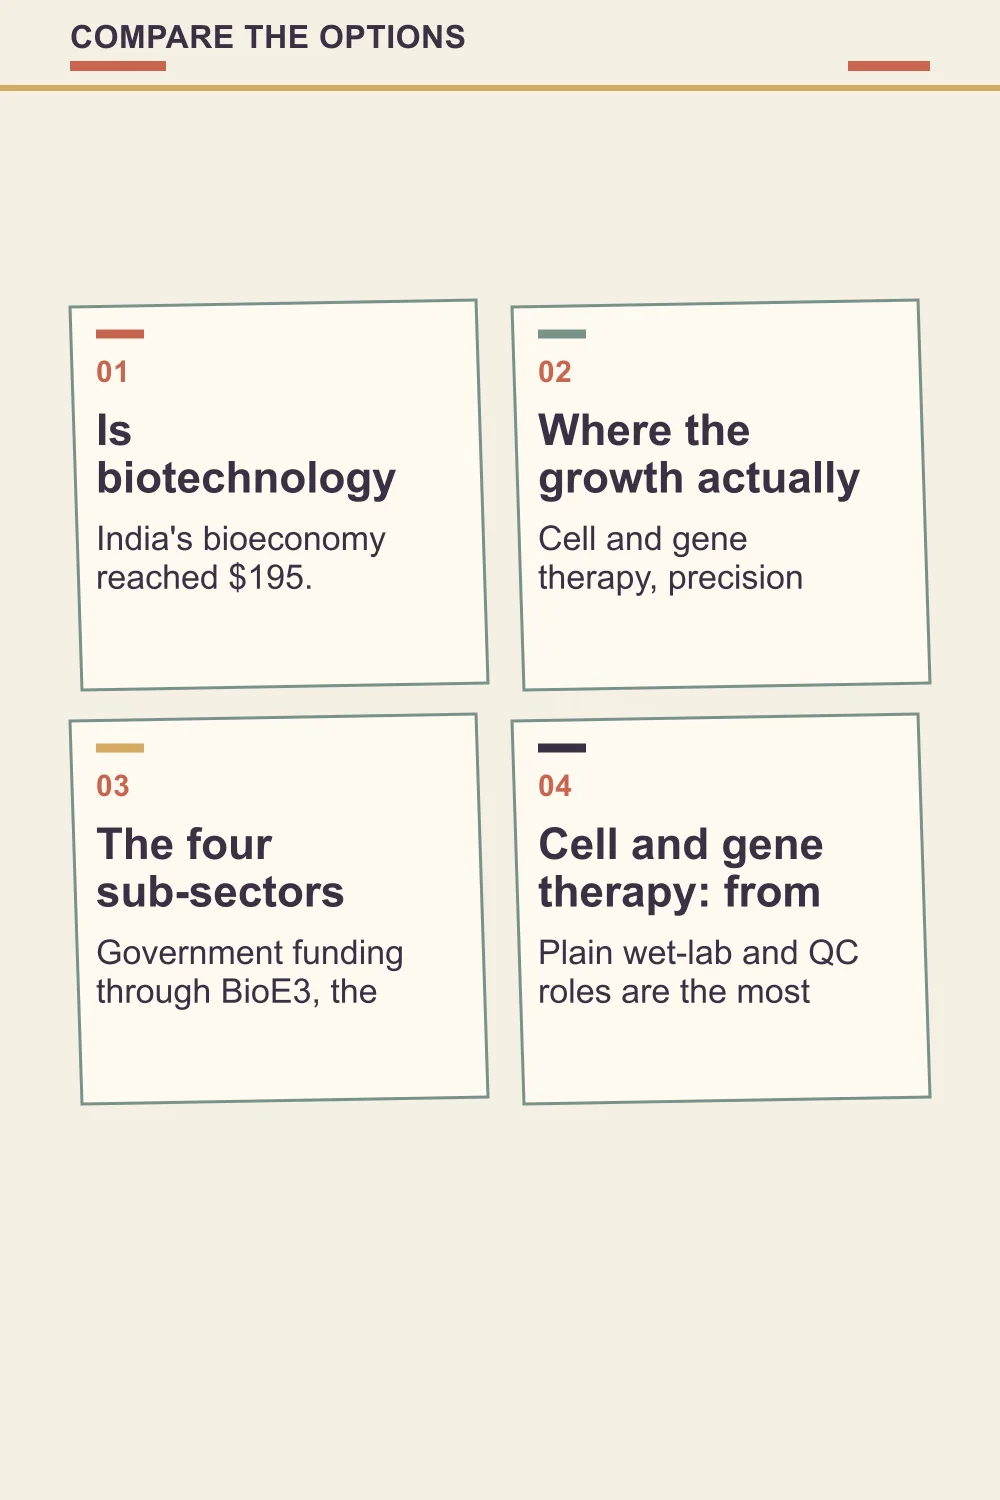 COMPARE THE OPTIONS
01
Is
biotechnology
India's bioeconomy
reached $195.
02
Where the
growth actually
Cell and gene
therapy, precision
03
The four
sub-sectors
Government funding
through BioE3, the
04
Cell and gene
therapy: from
Plain wet-lab and QC
roles are the most